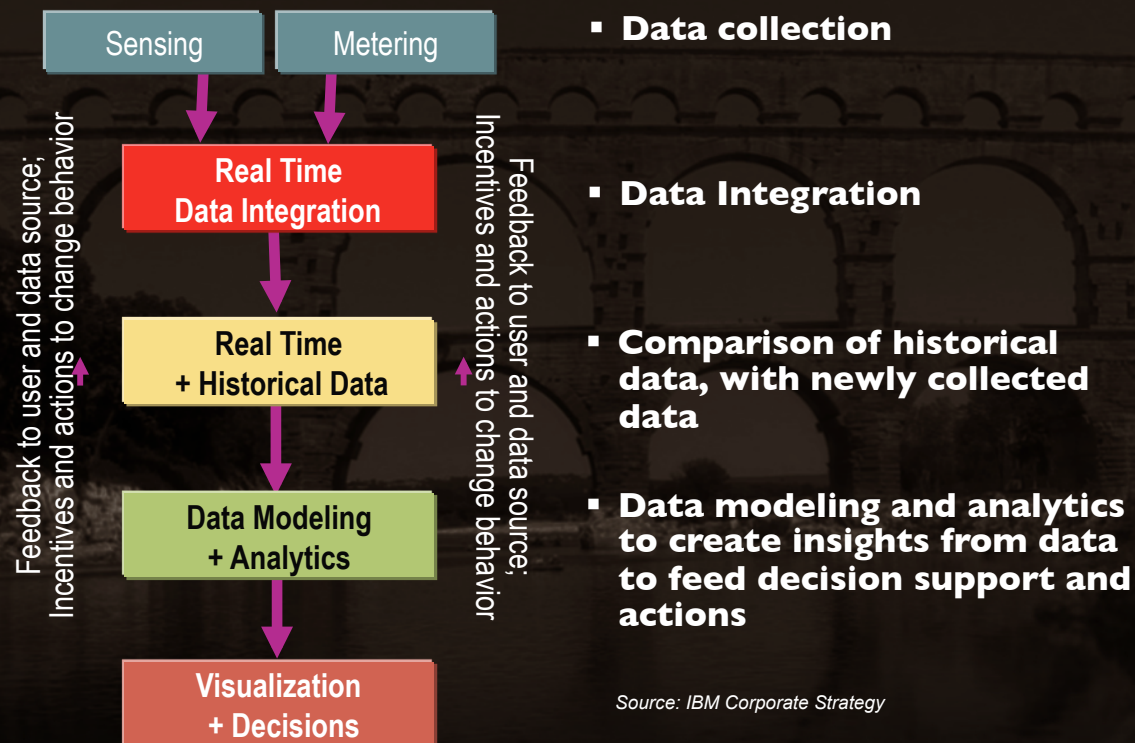 Sensing
Metering
▪ Data collection
Feedback to user and data source;
Incentives and actions to change behavior
Real Time
Data Integration
Feedback to user and data source;
Incentives and actions to change behavior
▪ Data Integration
Real Time
+ Historical Data
▪ Comparison of historical
data, with newly collected
data
Data Modeling
+ Analytics
▪ Data modeling and analytics
to create insights from data
to feed decision support and
actions
Visualization
+ Decisions
Source: IBM Corporate Strategy